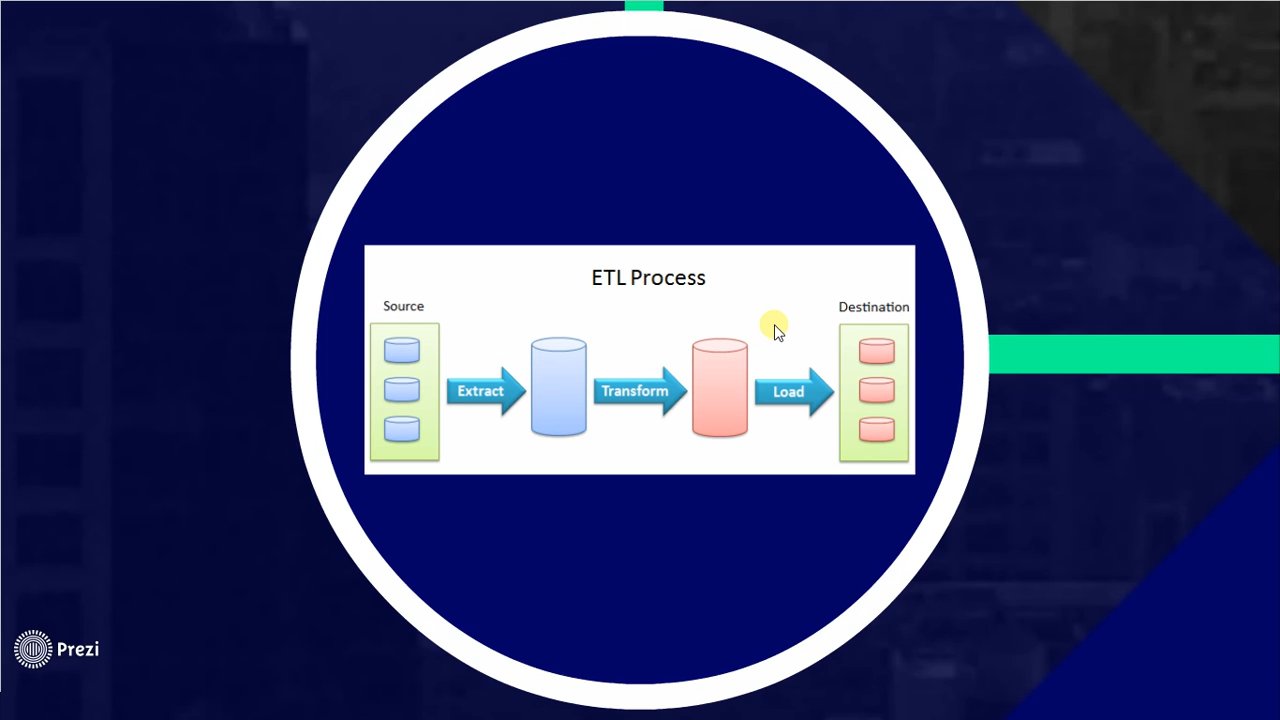 ETL Process
Source
Destination
Extract
Transform
Load
Prezi